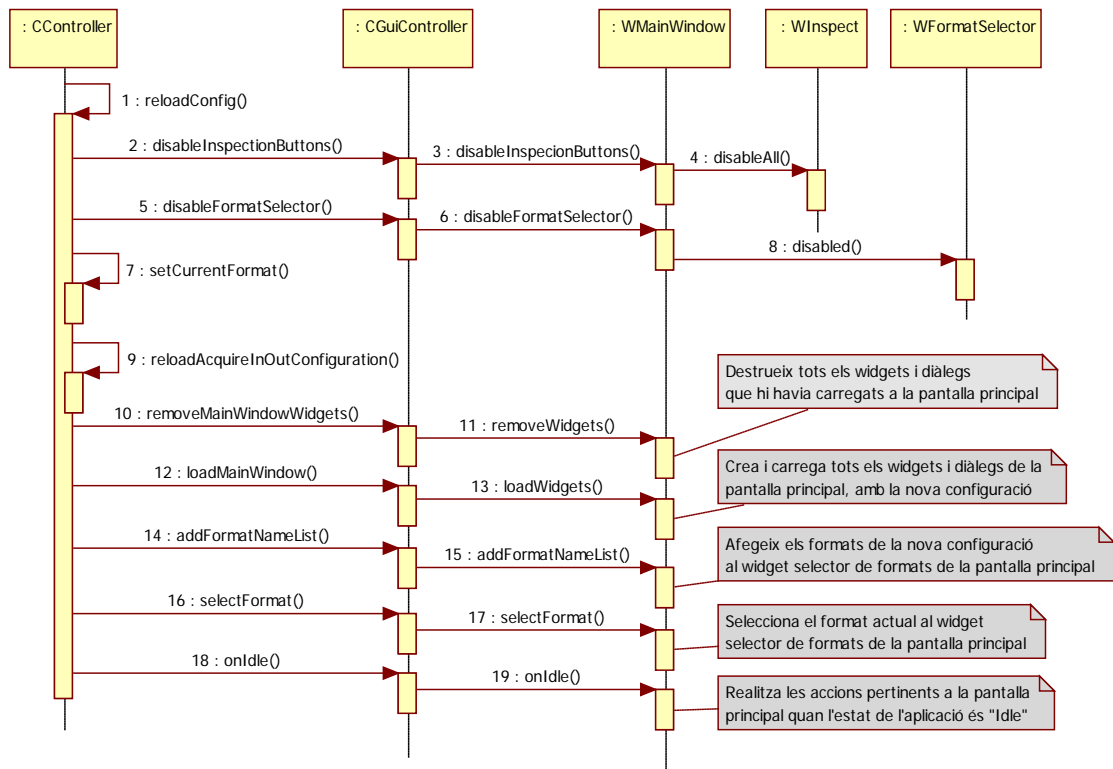 : CController
: CGuiController
: WMainWindow
: WInspect
: WFormatSelector
1 : reloadConfig()
2 : disableInspectionButtons()
3 : disableInspecionButtons()
4 : disableAll()
5 : disableFormatSelector()
6 : disableFormatSelector()
8 : disabled()
7 : setCurrentFormat()
9 : reloadAcquireInOutConfiguration()
Destrueix tots els widgets i diàlegs
que hi havia carregats a la pantalla principal
10 : removeMainWindowWidgets()
11 : removeWidgets()
Crea i carrega tots els widgets i diàlegs de la
pantalla principal, amb la nova configuració
12 : loadMainWindow()
13 : loadWidgets()
14 : addFormatNameList()
15 : addFormatNameList()
Afegeix els formats de la nova configuració
al widget selector de formats de la pantalla principal
16 : selectFormat()
17 : selectFormat()
Selecciona el format actual al widget
selector de formats de la pantalla principal
18 : onIdle()
19 : onIdle()
Realitza les accions pertinents a la pantalla
principal quan l'estat de l'aplicació és "Idle"